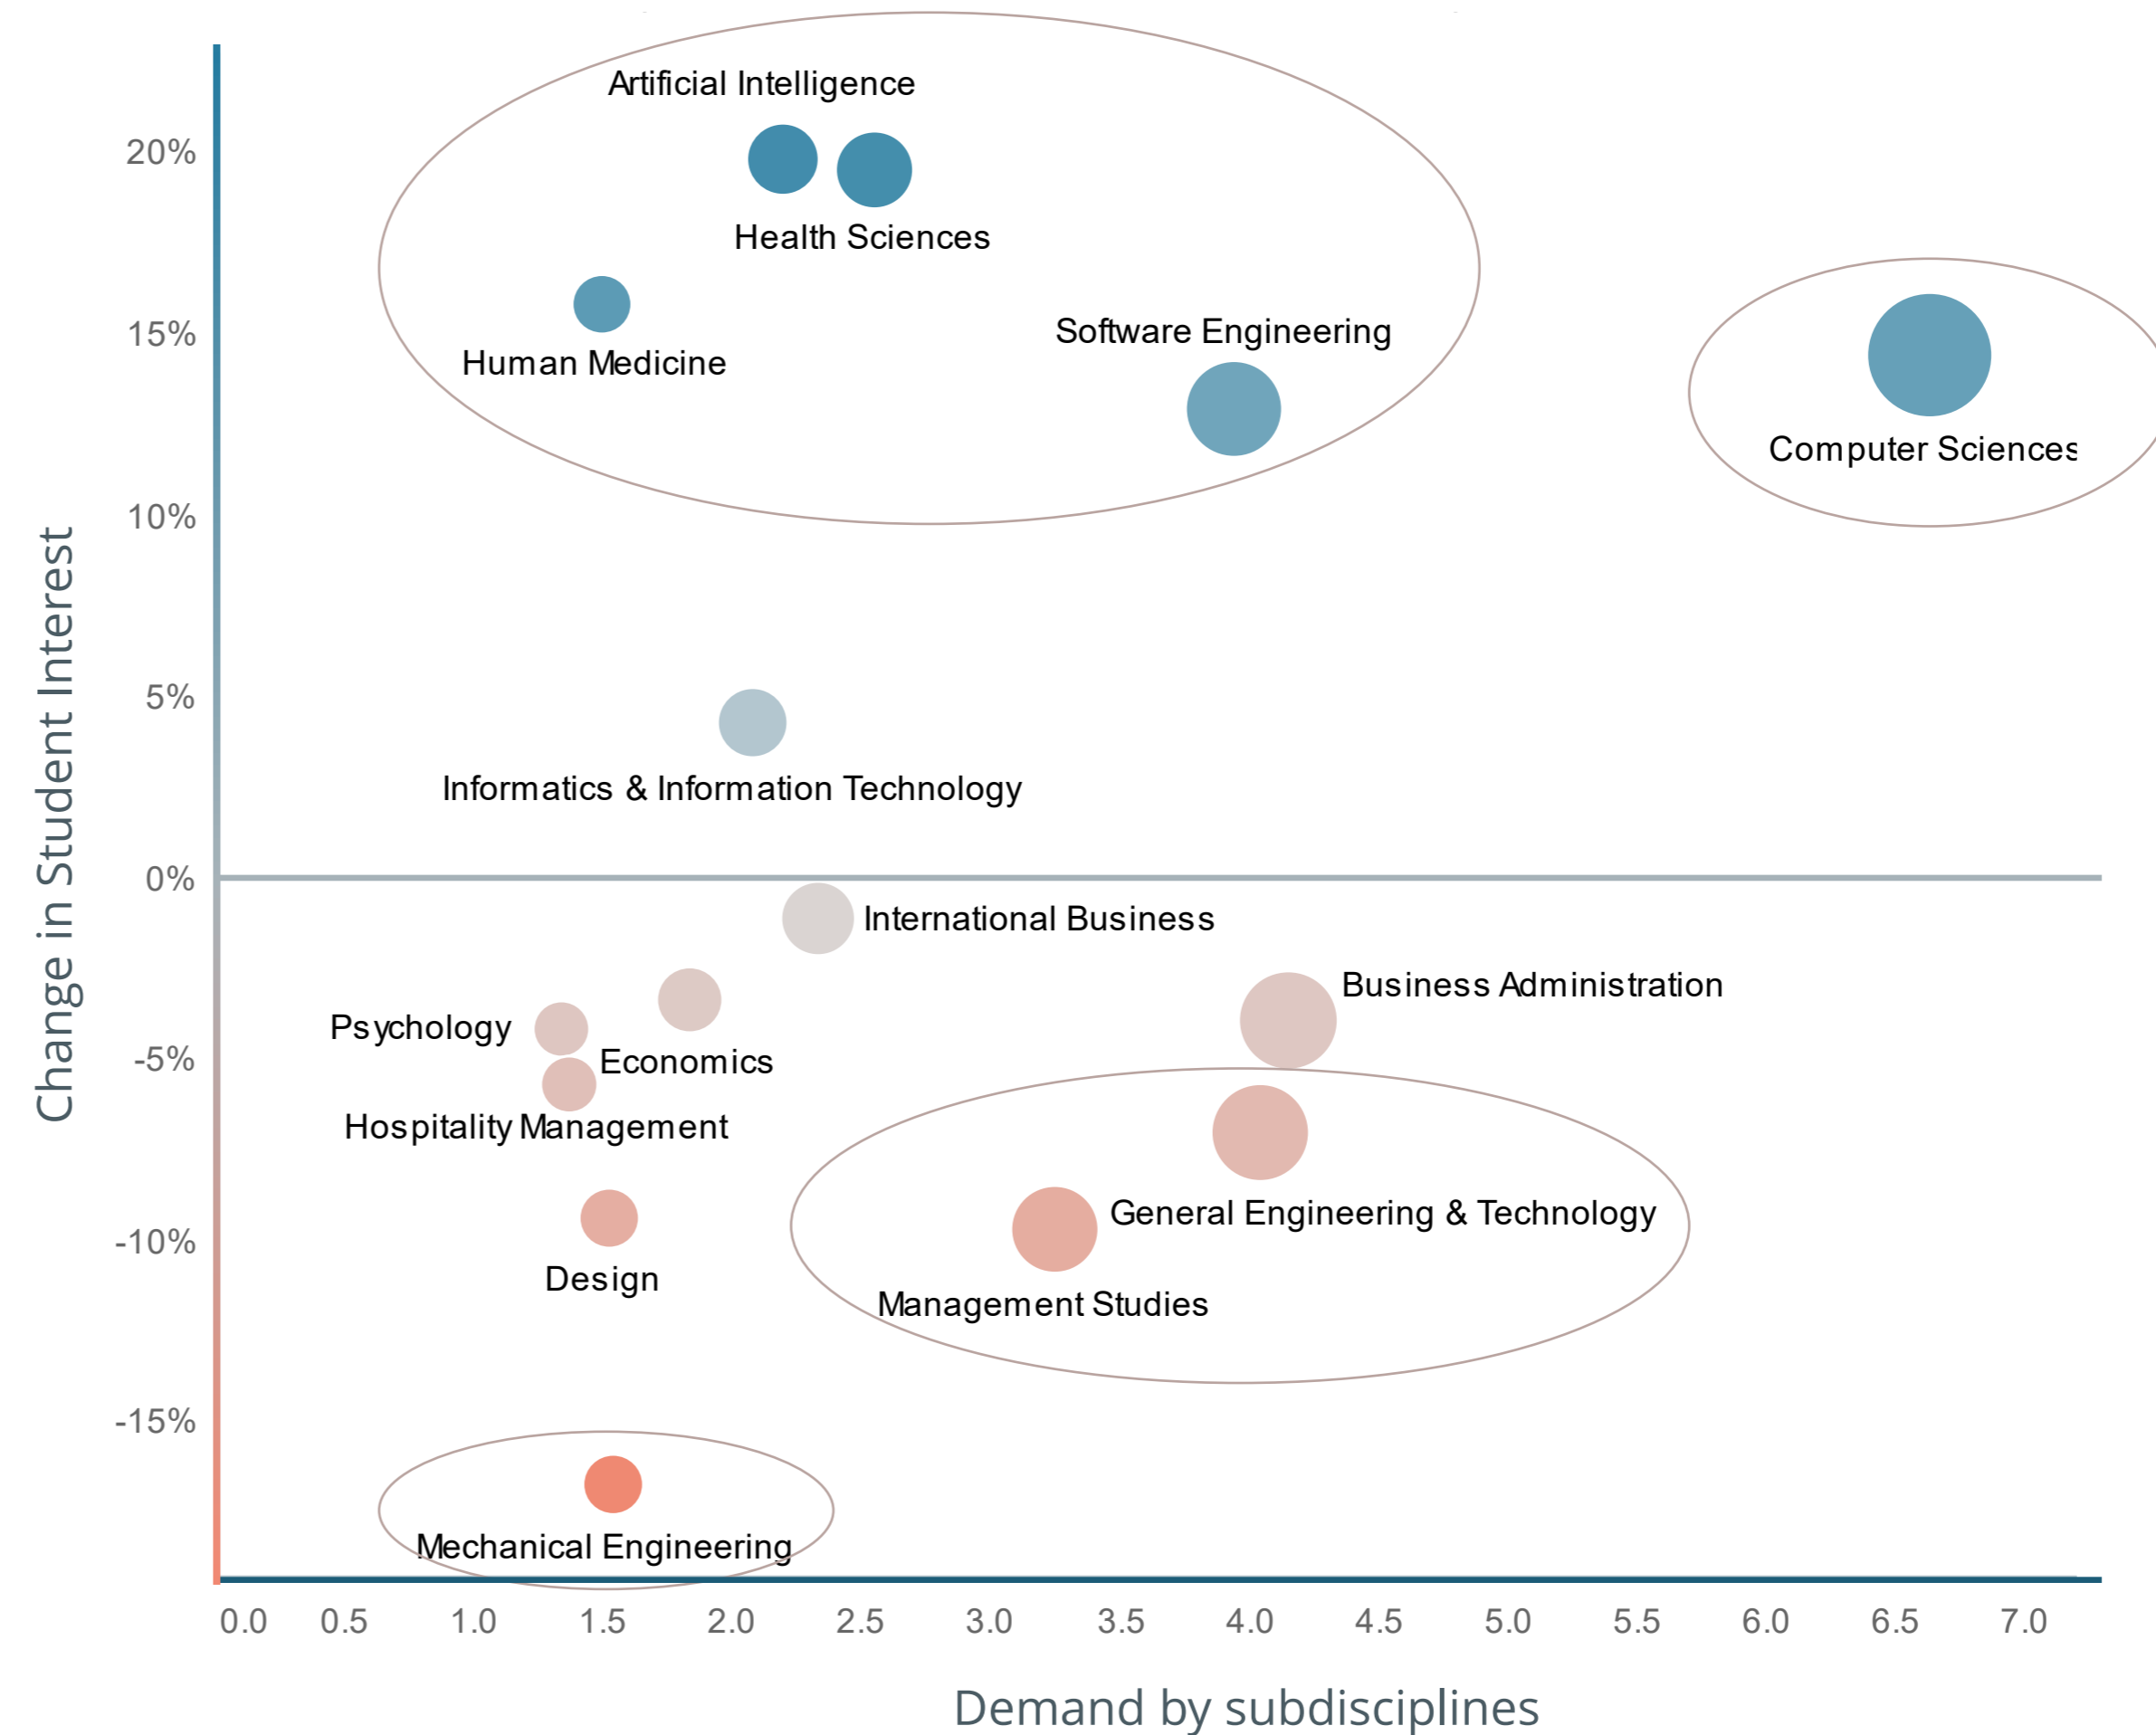 Artificial Intelligence
20%
Health Sciences
15%
Software Engineering
Human Medicine
Computer Sciences
10%
Change in Student Interest
5%
Informatics & Information Technology
0%
International Business
Business Administration
Psychology
-5%
Economics
Hospitality Management
General Engineering & Technology
-10%
Design
Management Studies
-15%
Mechanical Engineering
0.0 0.5 1.0 1.5 2.0 2.5 3.0 3.5 4.0 4.5 5.0 5.5 6.0 6.5 7.0
Demand by subdisciplines